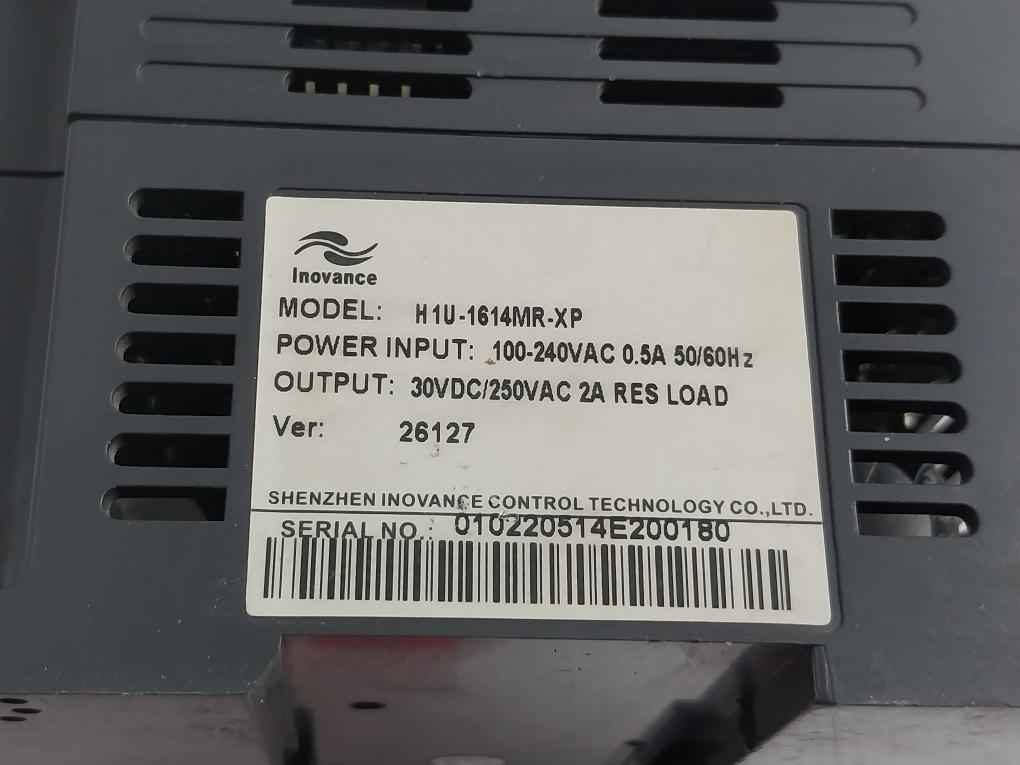 Inovance
MODEL: H1U-1614MR-XP
POWER INPUT: 100-240VAC 0.5A 50/60Hz
OUTPUT: 30VDC/250VAC 2A RES LOAD
Ver: 26127
SHENZHEN INOVANCE CONTROL TECHNOLOGY CO.,LTD.
SERIAL NO.: 010220514E200180